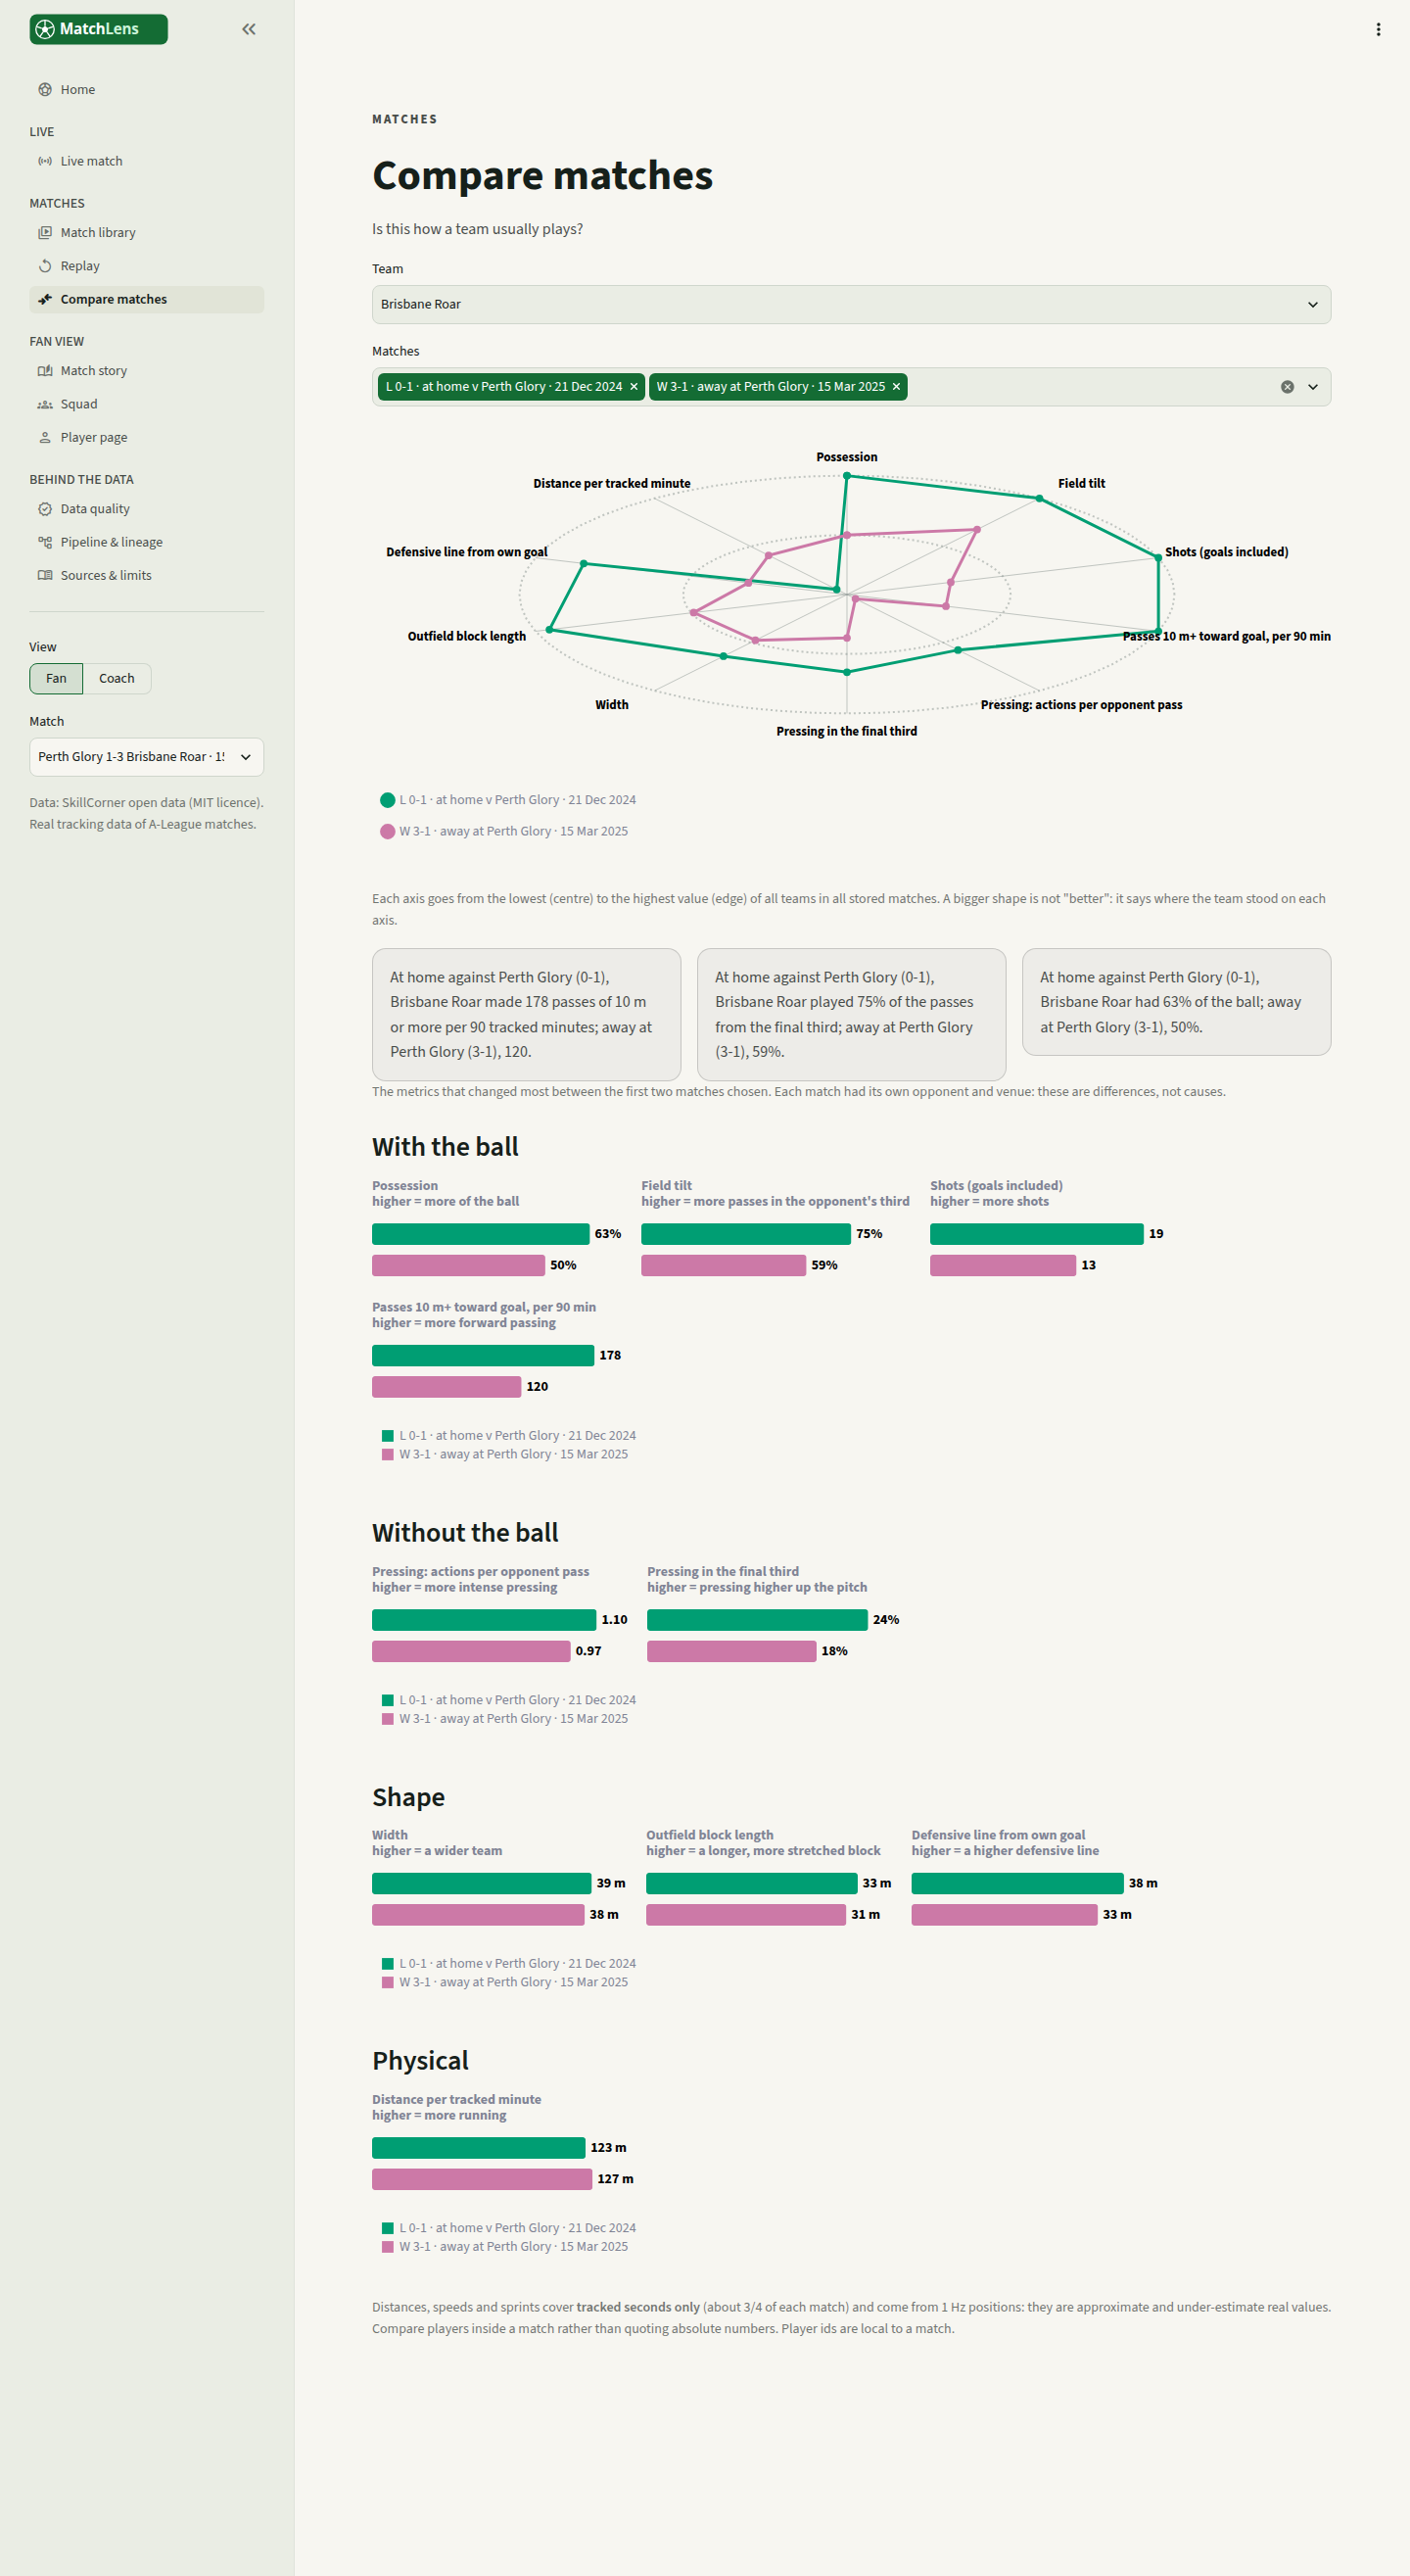 MatchLens
Home
LIVE
Live match
MATCHES
Match library
Replay
Compare matches
FAN VIEW
Match story
Squad
Player page
BEHIND THE DATA
Data quality
Pipeline & lineage
Sources & limits
View
Fan
Coach
Match
Perth Glory 1-3 Brisbane Roar · 1
Data: SkillCorner open data (MIT licence).
Real tracking data of A-League matches.
MATCHES
Compare matches
Is this how a team usually plays?
Team
Brisbane Roar
Matches
L 0-1 · at home v Perth Glory · 21 Dec 2024
W 3-1 · away at Perth Glory · 15 Mar 2025
Possession
Distance per tracked minute
Field tilt
Defensive line from own goal
Shots (goals included)
Outfield block length
Passes 10 m+ toward goal, per 90 min
Width
Pressing: actions per opponent pass
Pressing in the final third
L 0-1 · at home v Perth Glory · 21 Dec 2024
W 3-1 · away at Perth Glory · 15 Mar 2025
Each axis goes from the lowest (centre) to the highest value (edge) of all teams in all stored matches. A bigger shape is not "better": it says where the team stood on each
axis.
At home against Perth Glory (0-1),
Brisbane Roar made 178 passes of 10 m
or more per 90 tracked minutes; away at
Perth Glory (3-1), 120.
At home against Perth Glory (0-1),
Brisbane Roar played 75% of the passes
from the final third; away at Perth Glory
(3-1), 59%.
At home against Perth Glory (0-1),
Brisbane Roar had 63% of the ball; away
at Perth Glory (3-1), 50%.
The metrics that changed most between the first two matches chosen. Each match had its own opponent and venue: these are differences, not causes.
With the ball
Possession
higher = more of the ball
63%
50%
Field tilt
higher = more passes in the opponent's third
75%
59%
Shots (goals included)
higher = more shots
19
13
Passes 10 m+ toward goal, per 90 min
higher = more forward passing
178
120
L 0-1 · at home v Perth Glory · 21 Dec 2024
W 3-1 · away at Perth Glory · 15 Mar 2025
Without the ball
Pressing: actions per opponent pass
higher = more intense pressing
1.10
0.97
Pressing in the final third
higher = pressing higher up the pitch
24%
18%
L 0-1 · at home v Perth Glory · 21 Dec 2024
W 3-1 · away at Perth Glory · 15 Mar 2025
Shape
Width
higher = a wider team
39 m
38 m
Outfield block length
higher = a longer, more stretched block
33 m
31 m
Defensive line from own goal
higher = a higher defensive line
38 m
33 m
L 0-1 · at home v Perth Glory · 21 Dec 2024
W 3-1 · away at Perth Glory · 15 Mar 2025
Physical
Distance per tracked minute
higher = more running
123 m
127 m
L 0-1 · at home v Perth Glory · 21 Dec 2024
W 3-1 · away at Perth Glory · 15 Mar 2025
Distances, speeds and sprints cover tracked seconds only (about 3/4 of each match) and come from 1 Hz positions: they are approximate and under-estimate real values.
Compare players inside a match rather than quoting absolute numbers. Player ids are local to a match.